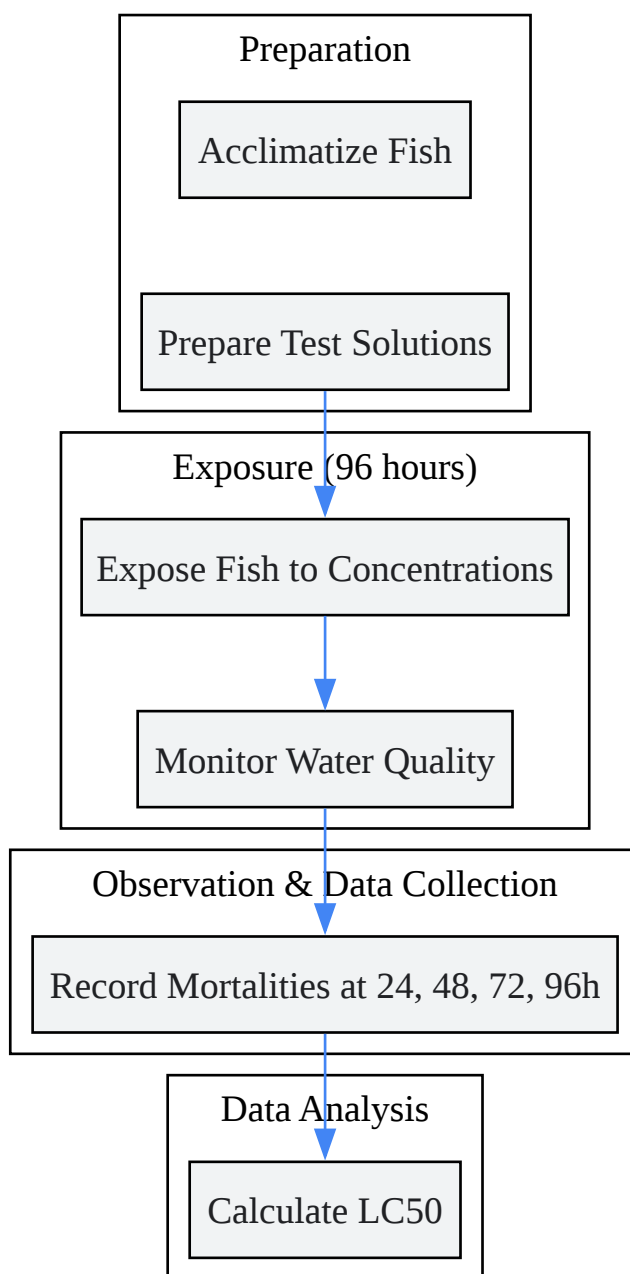 Preparation
Acclimatize Fish
Prepare Test Solutions
Exposure (96 hours)
Expose Fish to Concentrations
Monitor Water Quality
Observation & Data Collection
Record Mortalities at 24, 48, 72, 96h
Data Analysis
Calculate LC50